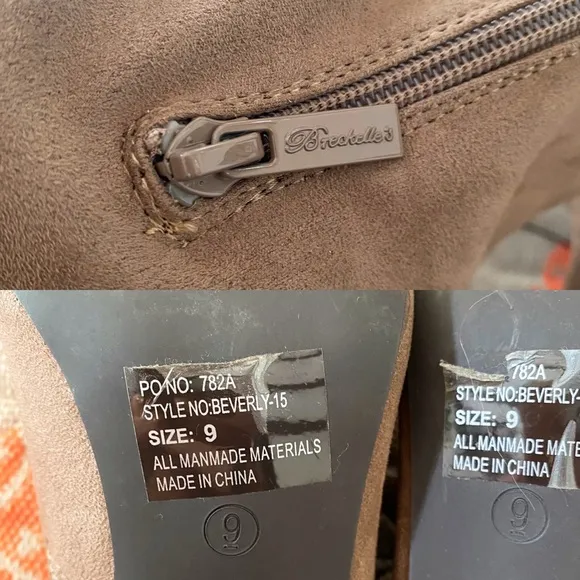 Breckelle's
PO NO: 782A
STYLE NO:BEVERLY-15
SIZE: 9
ALL MANMADE MATERIALS
MADE IN CHINA
9
782A
STYLE NO:BEVERLY-
SIZE: 9
ALL MANMADE MATE
MADE IN CHINA
9